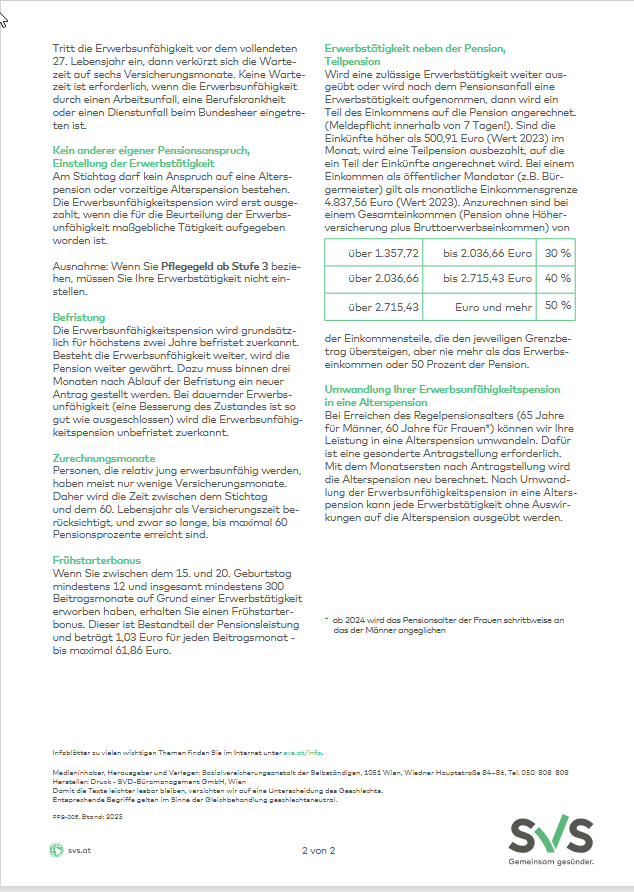 Tritt die Erwerbsunfähigkeit vor dem vollendeten
27. Lebensjahr ein, dann verkürzt sich die Warte-
zeit auf sechs Versicherungsmonate. Keine Warte-
zeit ist erforderlich, wenn die Erwerbsunfähigkeit
durch einen Arbeitsunfall, eine Berufskrankheit
oder einen Dienstunfall beim Bundesheer eingetre-
ten ist.
Kein anderer eigener Pensionsanspruch,
Einstellung der Erwerbstätigkeit
Am Stichtag darf kein Anspruch auf eine Alters-
pension oder vorzeitige Alterspension bestehen.
Die Erwerbsunfähigkeitspension wird erst ausge-
zahlt, wenn die für die Beurteilung der Erwerbs-
unfähigkeit maßgebliche Tätigkeit aufgegeben
worden ist.
Ausnahme: Wenn Sie Pflegegeld ab Stufe 3 bezie-
hen, müssen Sie Ihre Erwerbstätigkeit nicht ein-
stellen.
Befristung
Die Erwerbsunfähigkeitspension wird grundsätz-
lich für höchstens zwei Jahre befristet zuerkannt.
Besteht die Erwerbsunfähigkeit weiter, wird die
Pension weiter gewährt. Dazu muss binnen drei
Monaten nach Ablauf der Befristung ein neuer
Antrag gestellt werden. Bei dauernder Erwerbs-
unfähigkeit (eine Besserung des Zustandes ist so
gut wie ausgeschlossen) wird die Erwerbsunfähig-
keitspension unbefristet zuerkannt.
Zurechnungsmonate
Personen, die relativ jung erwerbsunfähig werden,
haben meist nur wenige Versicherungsmonate.
Daher wird die Zeit zwischen dem Stichtag
und dem 60. Lebensjahr als Versicherungszeit be-
rücksichtigt, und zwar so lange, bis maximal 60
Pensionsprozente erreicht sind.
Frühstarterbonus
Wenn Sie zwischen dem 15. und 20. Geburtstag
mindestens 12 und insgesamt mindestens 300
Beitragsmonate auf Grund einer Erwerbstätigkeit
erworben haben, erhalten Sie einen Frühstarter-
bonus. Dieser ist Bestandteil der Pensionsleistung
und beträgt 1,03 Euro für jeden Beitragsmonat -
bis maximal 61,86 Euro.
Erwerbstätigkeit neben der Pension,
Teilpension
Wird eine zulässige Erwerbstätigkeit weiter aus-
geübt oder wird nach dem Pensionsanfall eine
Erwerbstätigkeit aufgenommen, dann wird ein
Teil des Einkommens auf die Pension angerechnet.
(Meldepflicht innerhalb von 7 Tagen!). Sind die
Einkünfte höher als 500,91 Euro (Wert 2023) im
Monat, wird eine Teilpension ausbezahlt, auf die
ein Teil der Einkünfte angerechnet wird. Bei einem
Einkommen als öffentlicher Mandatar (z.B. Bür-
germeister) gilt als monatliche Einkommensgrenze
4.837,56 Euro (Wert 2023). Anzurechnen sind bei
einem Gesamteinkommen (Pension ohne Höher-
versicherung plus Bruttoerwerbseinkommen) von
über 1.357,72 bis 2.036,66 Euro 30 %
über 2.036,66 bis 2.715,43 Euro 40 %
über 2.715,43 Euro und mehr 50 %
der Einkommensteile, die den jeweiligen Grenzbe-
trag übersteigen, aber nie mehr als das Erwerbs-
einkommen oder 50 Prozent der Pension.
Umwandlung Ihrer Erwerbsunfähigkeitspension
in eine Alterspension
Bei Erreichen des Regelpensionsalters (65 Jahre
für Männer, 60 Jahre für Frauen*) können wir Ihre
Leistung in eine Alterspension umwandeln. Dafür
ist eine gesonderte Antragstellung erforderlich.
Mit dem Monatsersten nach Antragstellung wird
die Alterspension neu berechnet. Nach Umwand-
lung der Erwerbsunfähigkeitspension in eine Alters-
pension kann jede Erwerbstätigkeit ohne Auswir-
kungen auf die Alterspension ausgeübt werden.
* ab 2024 wird das Pensionsalter der Frauen schrittweise an
das der Männer angeglichen
Infoblätter zu vielen wichtigen Themen finden Sie im Internet unter svs.at/info.
Medieninhaber, Herausgeber und Verleger: Sozialversicherungsanstalt der Selbständigen, 1051 Wien, Wiedner Hauptstraße 84-86, Tel. 050 808 808
Hersteller: Druck - SVD-Büromanagement GmbH, Wien
Damit die Texte leichter lesbar bleiben, verzichten wir auf eine Unterscheidung des Geschlechts.
Entsprechende Begriffe gelten im Sinne der Gleichbehandlung geschlechtsneutral.
PPB-005, Stand: 2023
svs.at
2 von 2
SVS
Gemeinsam gesünder.